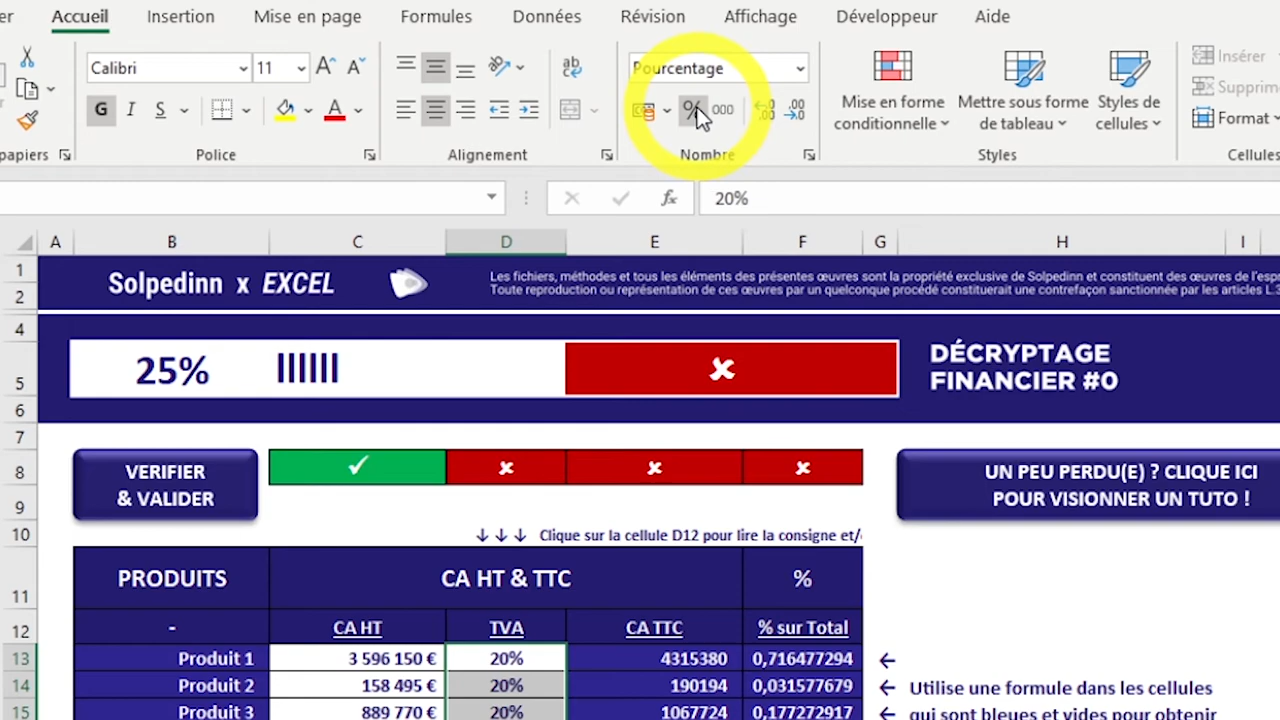 er Accueil Insertion Mise en page Formules Données Révision Affichage Développeur Aide
Calibri 11 Pourcentage Insérer
G I S 000 Mise en forme conditionnelle Mettre sous forme de tableau Styles de cellules Format
papiers Police Alignement Nombre Styles Cellules
fx 20%
A B C D E F G H I
1 Solpedinn x EXCEL Les fichiers, méthodes et tous les éléments des présentes œuvres sont la propriété exclusive de Solpedinn et constituent des œuvres de l'esp
2 Toute reproduction ou représentation de ces œuvres par un quelconque procédé constituerait une contrefaçon sanctionnée par les articles L.3
4 DÉCRYPTAGE
5 25% IIIIII ✘ FINANCIER #0
6
7
8 VERIFIER ✓ ✘ ✘ ✘ UN PEU PERDU(E) ? CLIQUE ICI
9 & VALIDER POUR VISIONNER UN TUTO !
10 ↓ ↓ ↓ Clique sur la cellule D12 pour lire la consigne et/
11 PRODUITS CA HT & TTC %
12 - CA HT TVA CA TTC % sur Total
13 Produit 1 3 596 150 € 20% 4315380 0,716477294 ←
14 Produit 2 158 495 € 20% 190194 0,031577679 ← Utilise une formule dans les cellules
15 Produit 3 889 770 € 20% 1067724 0,177272917 ← qui sont bleues et vides pour obtenir